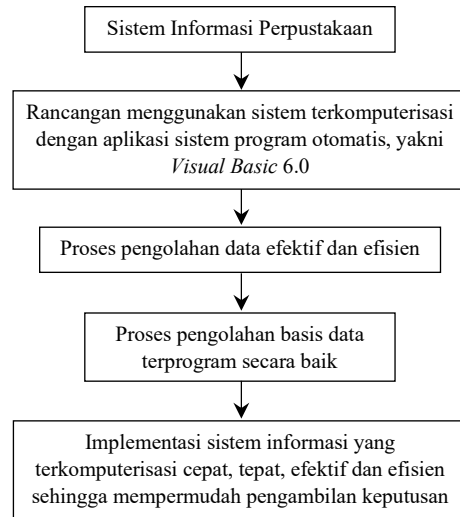 Sistem Informasi Perpustakaan
Rancangan menggunakan sistem terkomputerisasi
dengan aplikasi sistem program otomatis, yakni
Visual Basic 6.0
Proses pengolahan data efektif dan efisien
Proses pengolahan basis data
terprogram secara baik
Implementasi sistem informasi yang
terkomputerisasi cepat, tepat, efektif dan efisien
sehingga mempermudah pengambilan keputusan